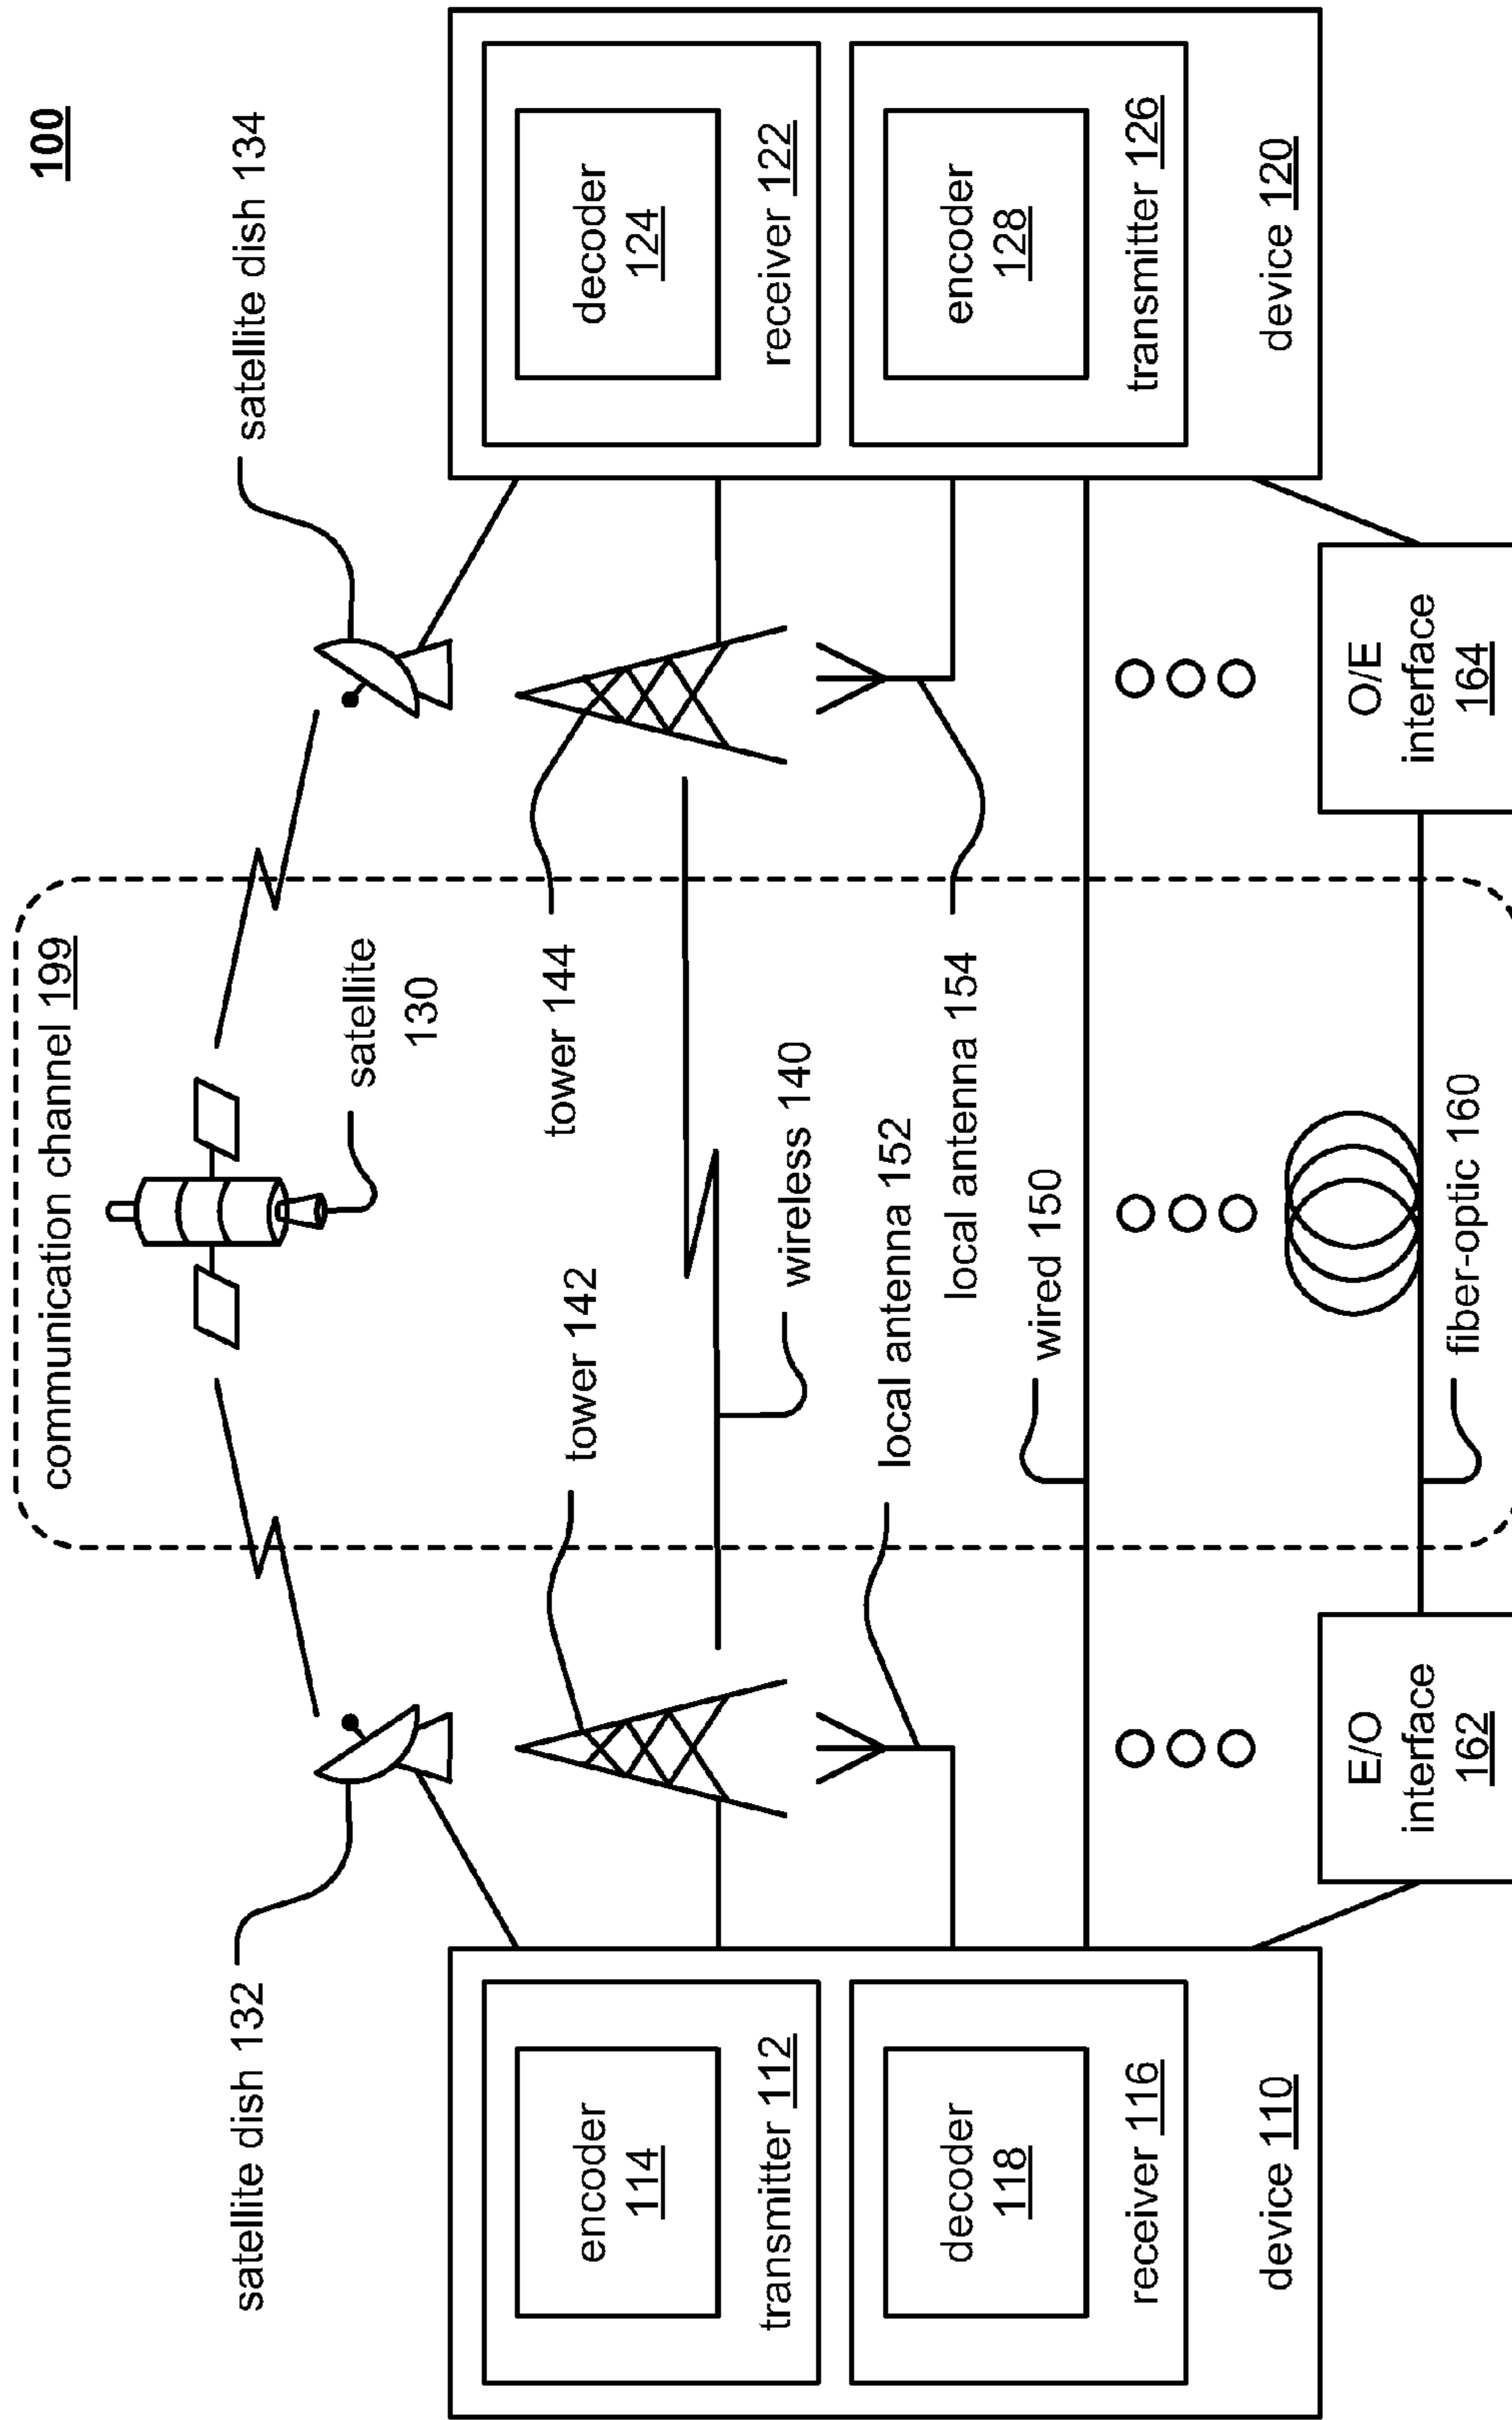 100
communication channel 199
satellite dish 132
satellite
130
satellite dish 134
tower 142
tower 144
wireless 140
local antenna 152
local antenna 154
wired 150
encoder
114
transmitter 112
decoder
118
receiver 116
device 110
decoder
124
receiver 122
encoder
128
transmitter 126
device 120
E/O
interface
162
fiber-optic 160
O/E
interface
164